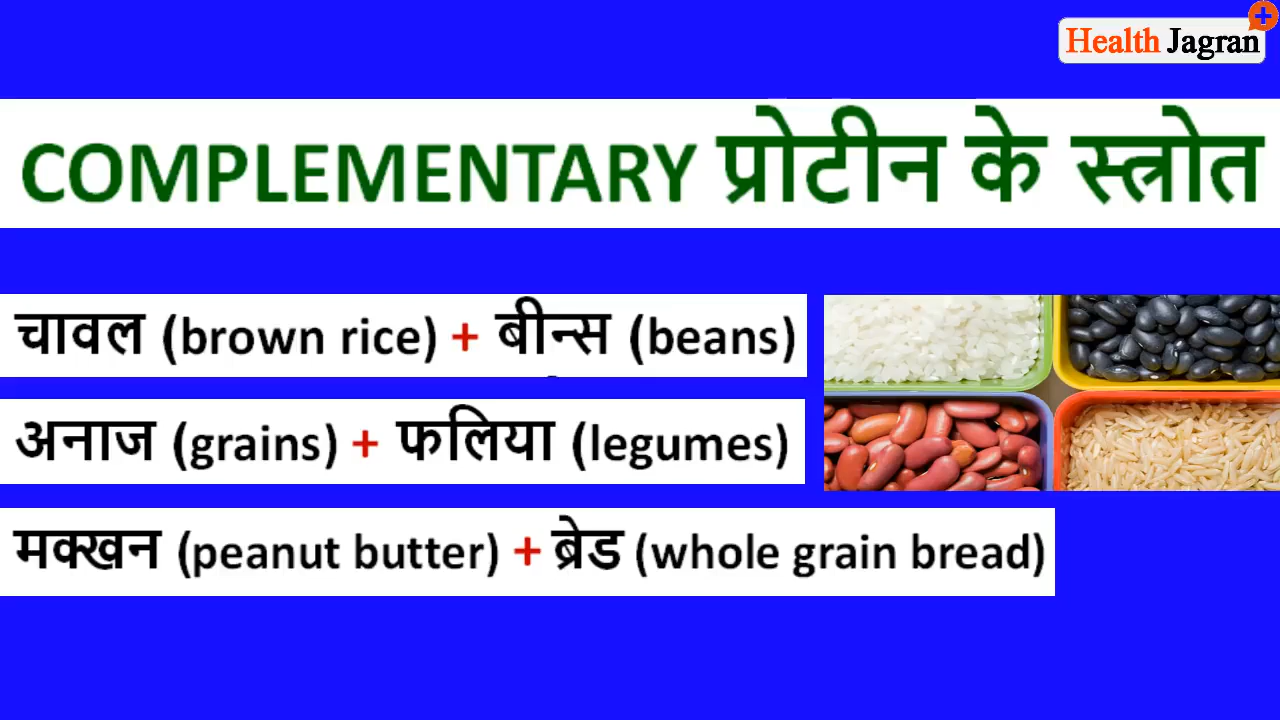 Health Jagran
COMPLEMENTARY प्रोटीन के स्त्रोत
चावल (brown rice) + बीन्स (beans)
अनाज (grains) + फलिया (legumes)
मक्खन (peanut butter) + ब्रेड (whole grain bread)